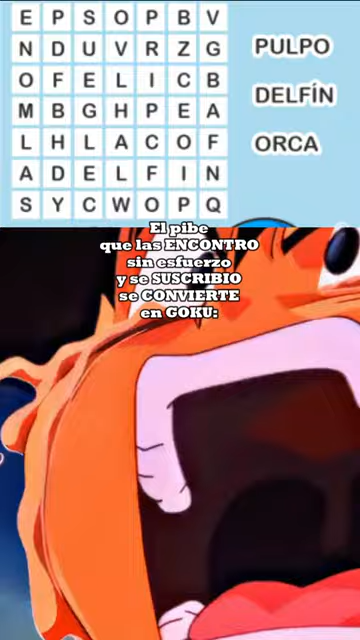 E P S O P B V
N D U V R Z G
O F E L I C B
M B G H P E A
L H L A C O F
A D E L F I N
S Y C W O P Q
PULPO
DELFÍN
ORCA
El pibe
que las ENCONTRO
sin esfuerzo
y se SUSCRIBIO
se CONVIERTE
en GOKU: